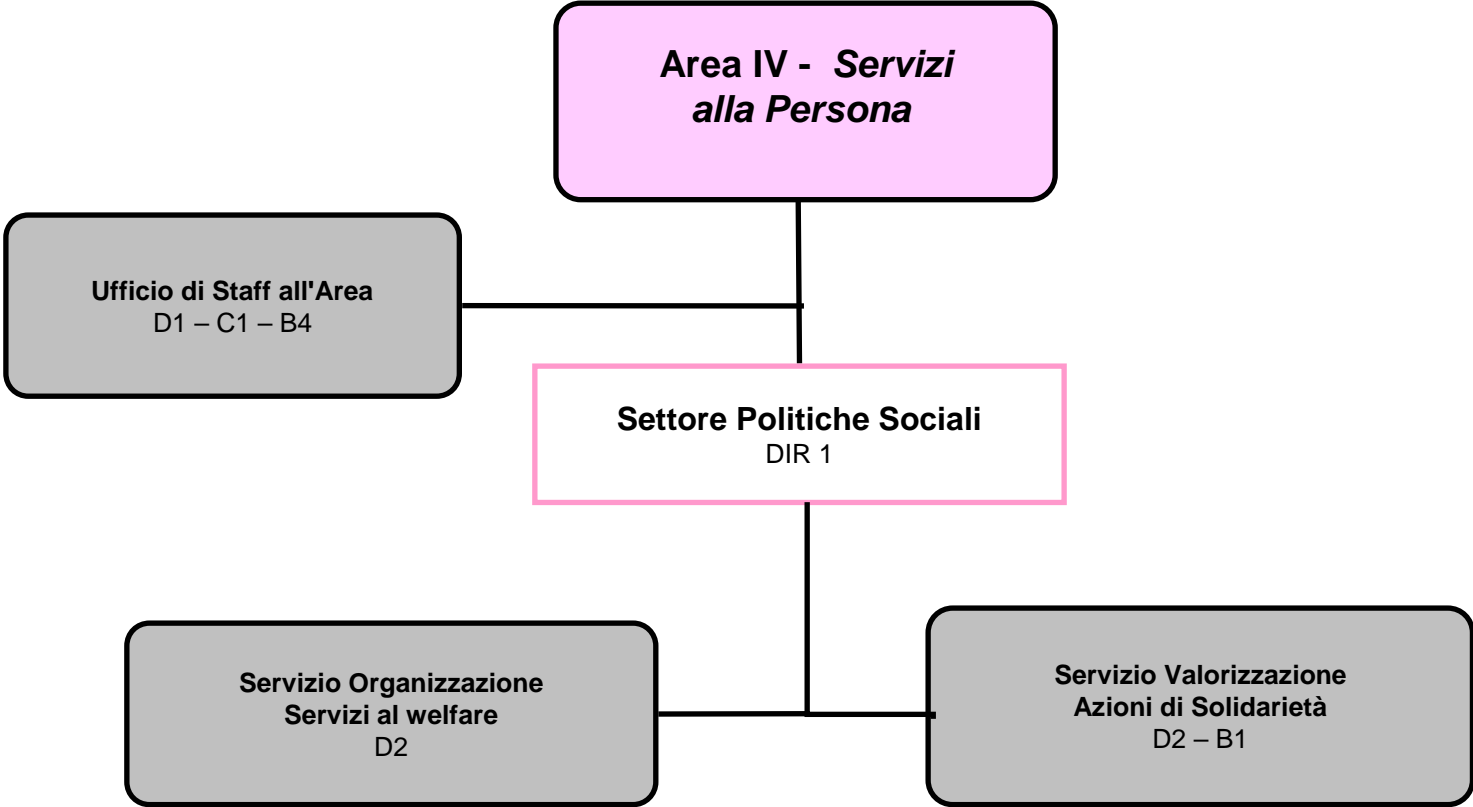 Area IV - Servizi
alla Persona
Ufficio di Staff all'Area
D1 – C1 – B4
Settore Politiche Sociali
DIR 1
Servizio Organizzazione
Servizi al welfare
D2
Servizio Valorizzazione
Azioni di Solidarietà
D2 – B1